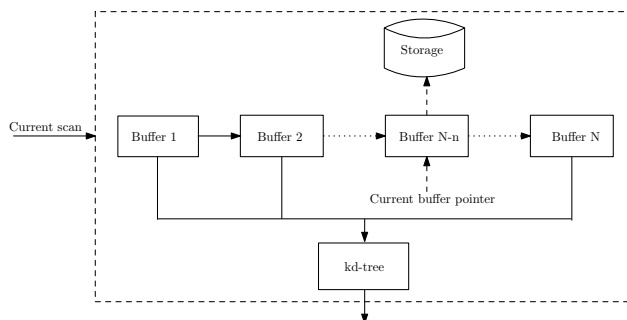 Storage
Current scan
Buffer 1
Buffer 2
Buffer N-n
Buffer N
Current buffer pointer
kd-tree